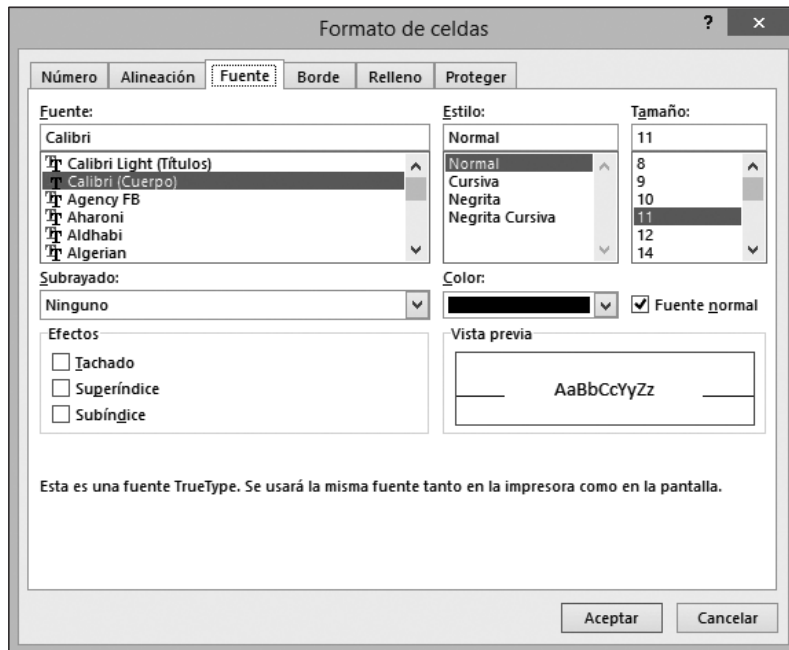 Formato de celdas
? ×
Número Alineación Fuente Borde Relleno Proteger
Fuente: Estilo: Tamaño:
Calibri Normal 11
Calibri Light (Títulos) Normal 8
Calibri (Cuerpo) Cursiva 9
Agency FB Negrita 10
Aharoni Negrita Cursiva 11
Aldhabi 12
Algerian 14
Subrayado: Color:
Ninguno Fuente normal
Efectos Vista previa
Tachado
Superíndice AaBbCcYyZz
Subíndice
Esta es una fuente TrueType. Se usará la misma fuente tanto en la impresora como en la pantalla.
Aceptar Cancelar